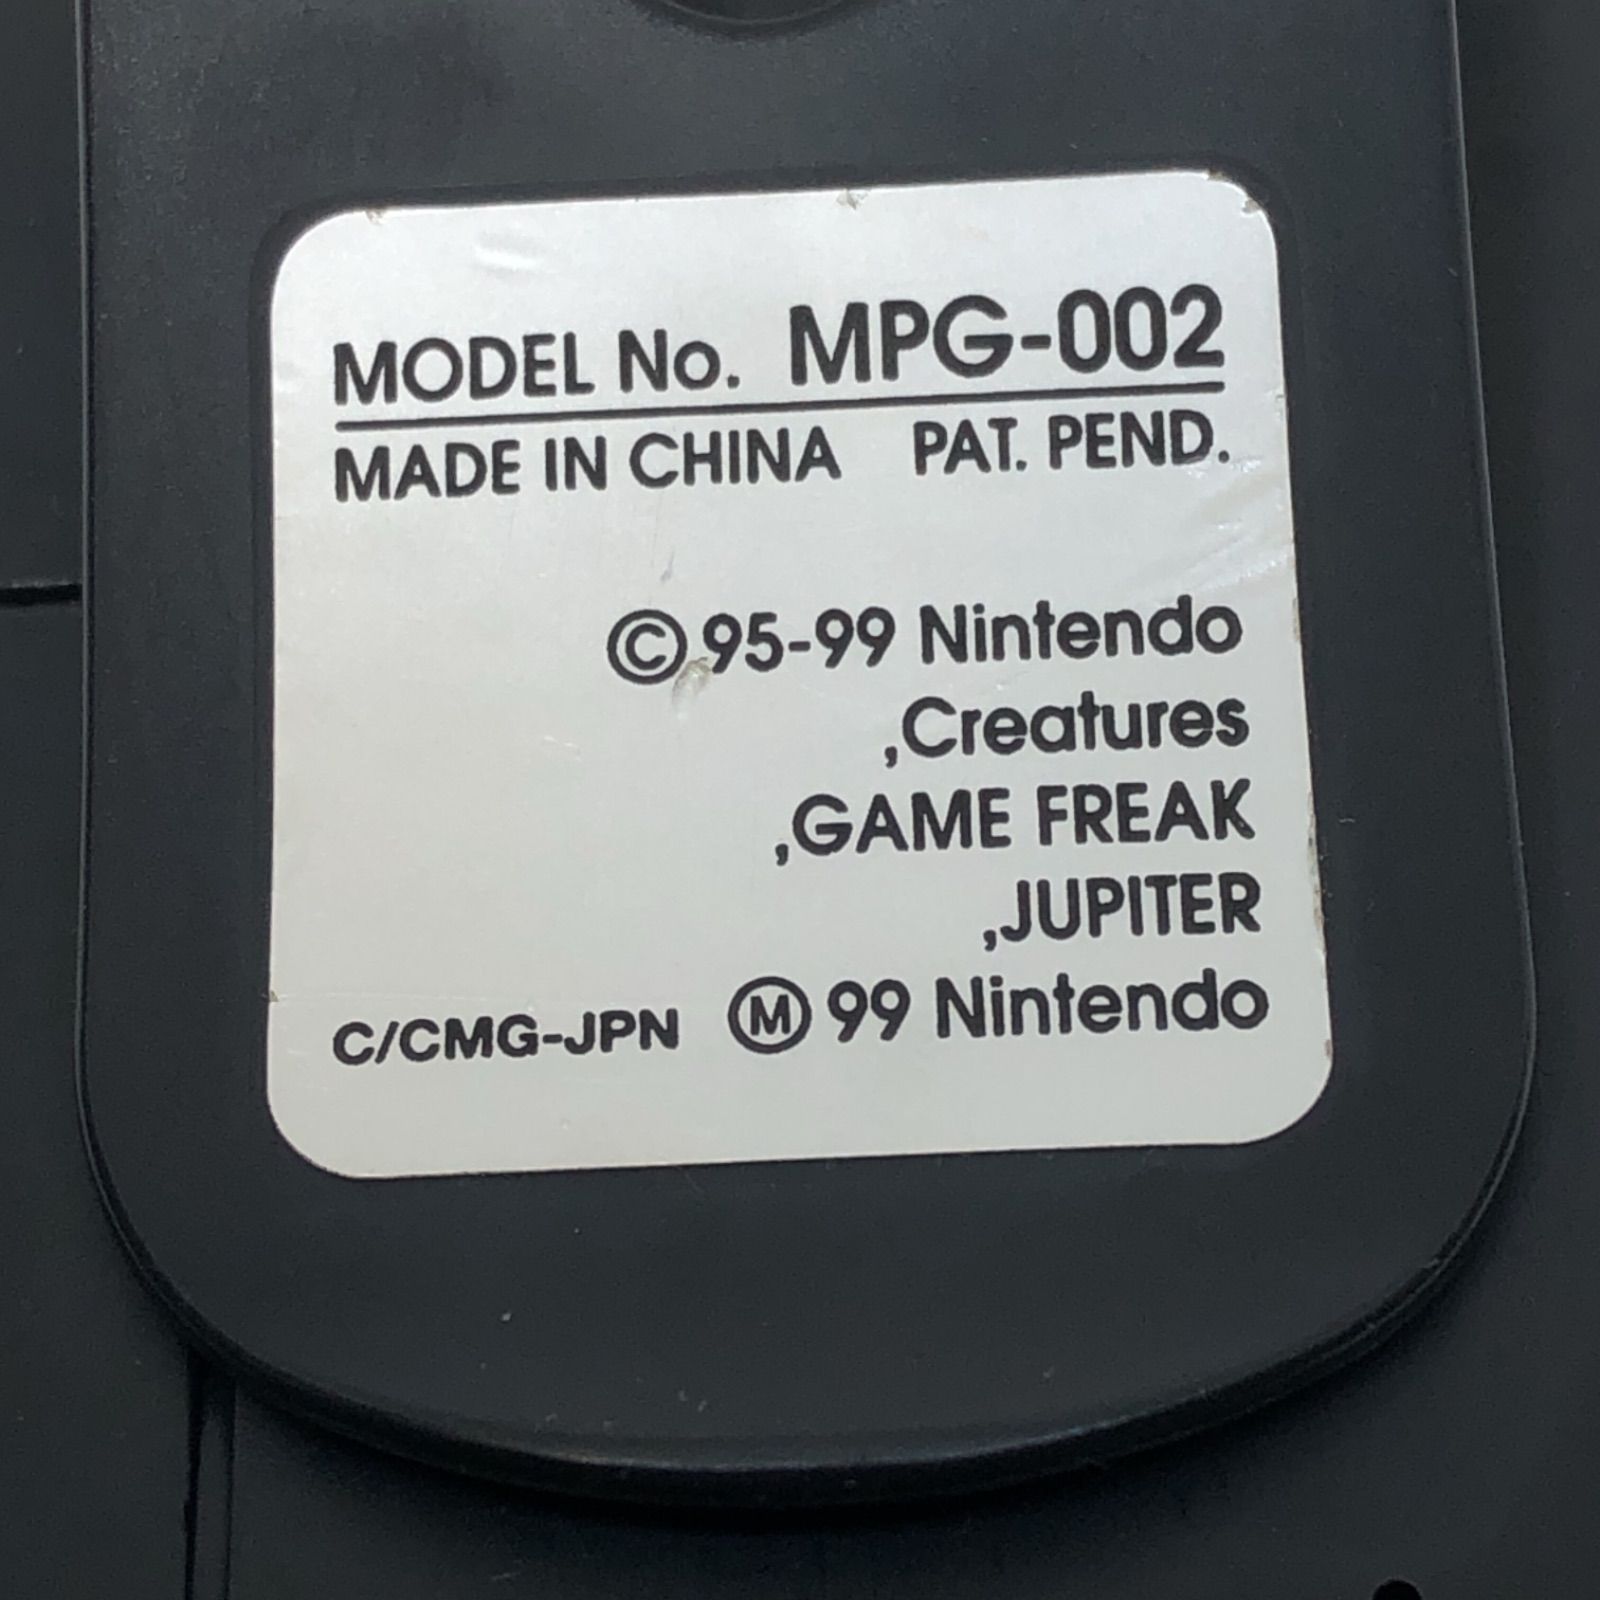 MODEL No. MPG-002
MADE IN CHINA PAT. PEND.
©95-99 Nintendo
,Creatures
,GAME FREAK
,JUPITER
C/CMG-JPN Ⓜ99 Nintendo